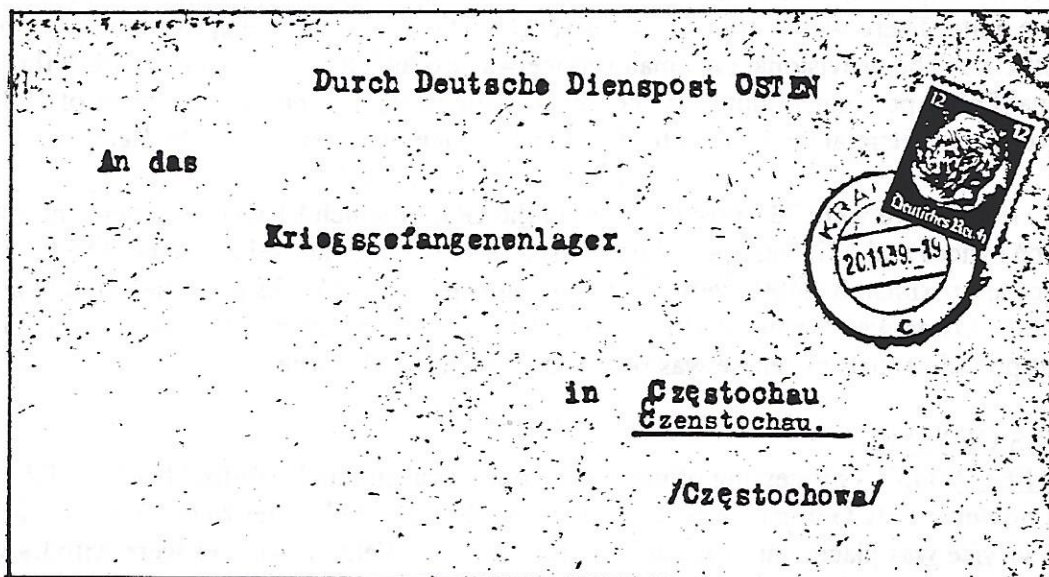 Durch Deutsche Dienspost OSTEN
12 12
An das
Deutsches Reich
KRA
Kriegsgefangenenlager
20.11.39.-19
c
in Częstochau
Czenstochau.
/Częstochowa/